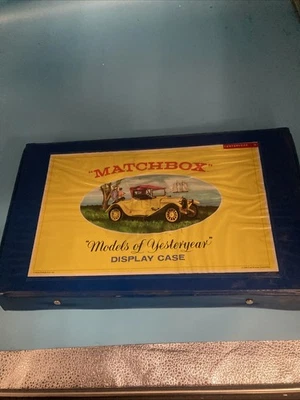 "MATCHBOX"
"Models of Yesteryear"
DISPLAY CASE